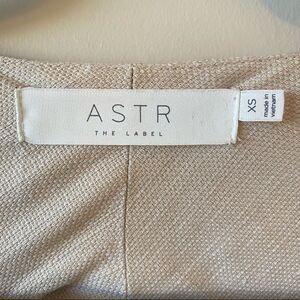 ASTR
THE LABEL
XS
made in
vietnam